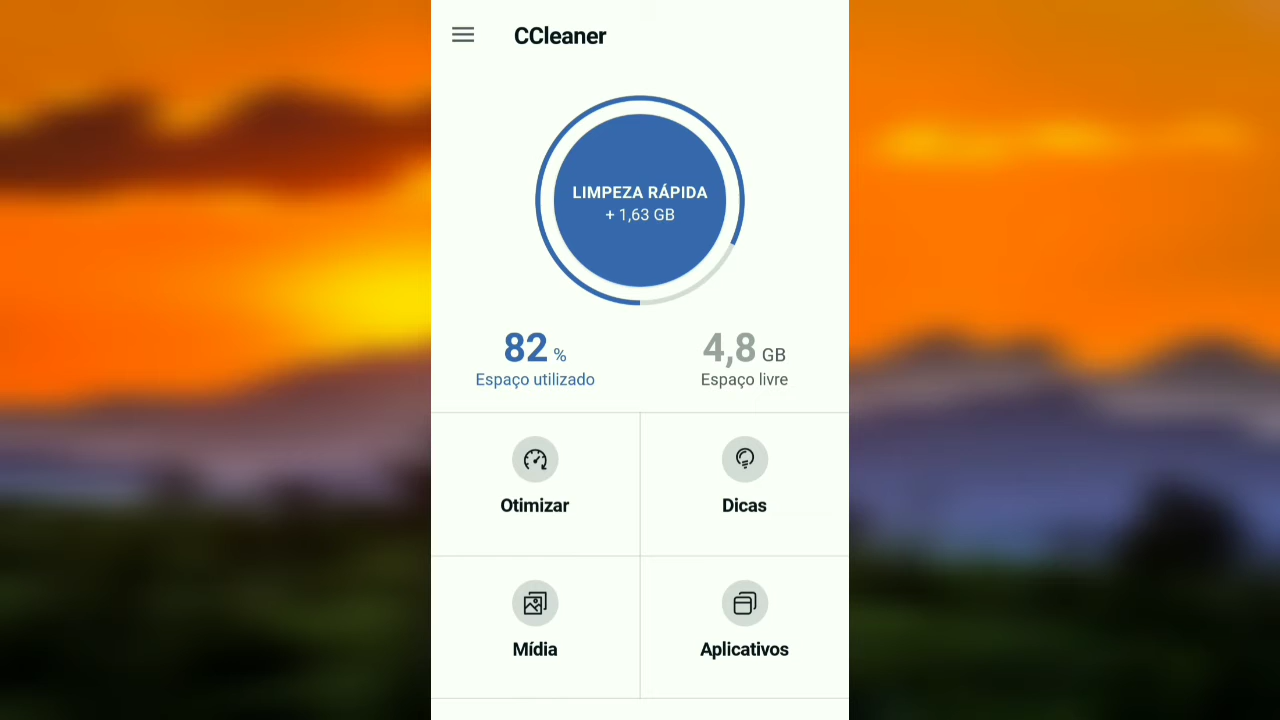 CCleaner
LIMPEZA RÁPIDA
+ 1,63 GB
82 %
Espaço utilizado
4,8 GB
Espaço livre
Otimizar
Dicas
Mídia
Aplicativos